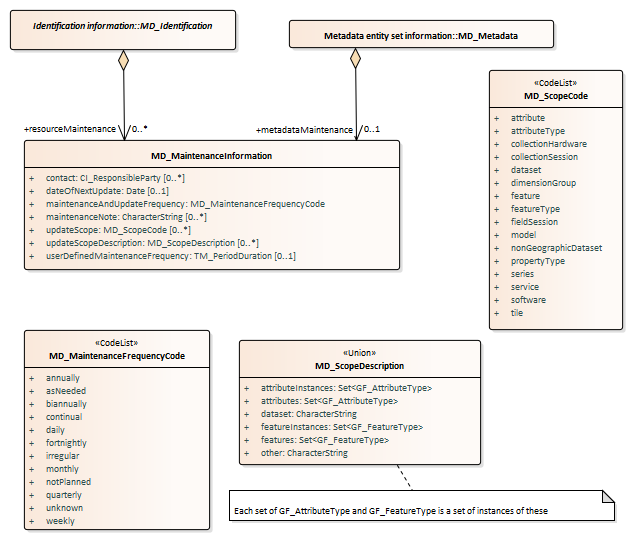 Identification information::MD_Identification
Metadata entity set information::MD_Metadata
+resourceMaintenance 0..*
+metadataMaintenance 0..1
MD_MaintenanceInformation
+ contact: CI_ResponsibleParty [0..*]
+ dateOfNextUpdate: Date [0..1]
+ maintenanceAndUpdateFrequency: MD_MaintenanceFrequencyCode
+ maintenanceNote: CharacterString [0..*]
+ updateScope: MD_ScopeCode [0..*]
+ updateScopeDescription: MD_ScopeDescription [0..*]
+ userDefinedMaintenanceFrequency: TM_PeriodDuration [0..1]
«CodeList»
MD_ScopeCode
+ attribute
+ attributeType
+ collectionHardware
+ collectionSession
+ dataset
+ dimensionGroup
+ feature
+ featureType
+ fieldSession
+ model
+ nonGeographicDataset
+ propertyType
+ series
+ service
+ software
+ tile
«CodeList»
MD_MaintenanceFrequencyCode
+ annually
+ asNeeded
+ biannually
+ continual
+ daily
+ fortnightly
+ irregular
+ monthly
+ notPlanned
+ quarterly
+ unknown
+ weekly
«Union»
MD_ScopeDescription
+ attributeInstances: Set<GF_AttributeType>
+ attributes: Set<GF_AttributeType>
+ dataset: CharacterString
+ featureInstances: Set<GF_FeatureType>
+ features: Set<GF_FeatureType>
+ other: CharacterString
Each set of GF_AttributeType and GF_FeatureType is a set of instances of these